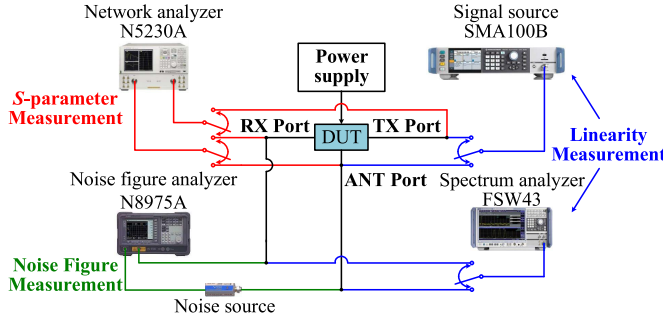 Network analyzer
N5230A
Signal source
SMA100B
Power
supply
S-parameter
Measurement
RX Port
DUT
TX Port
Linearity
Measurement
ANT Port
Noise figure analyzer
N8975A
Spectrum analyzer
FSW43
Noise Figure
Measurement
Noise source